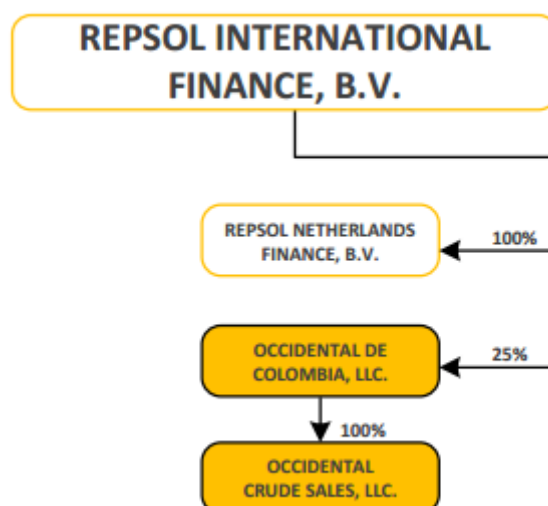 REPSOL INTERNATIONAL
FINANCE, B.V.
REPSOL NETHERLANDS
FINANCE, B.V.
100%
OCCIDENTAL DE
COLOMBIA, LLC.
25%
100%
OCCIDENTAL
CRUDE SALES, LLC.